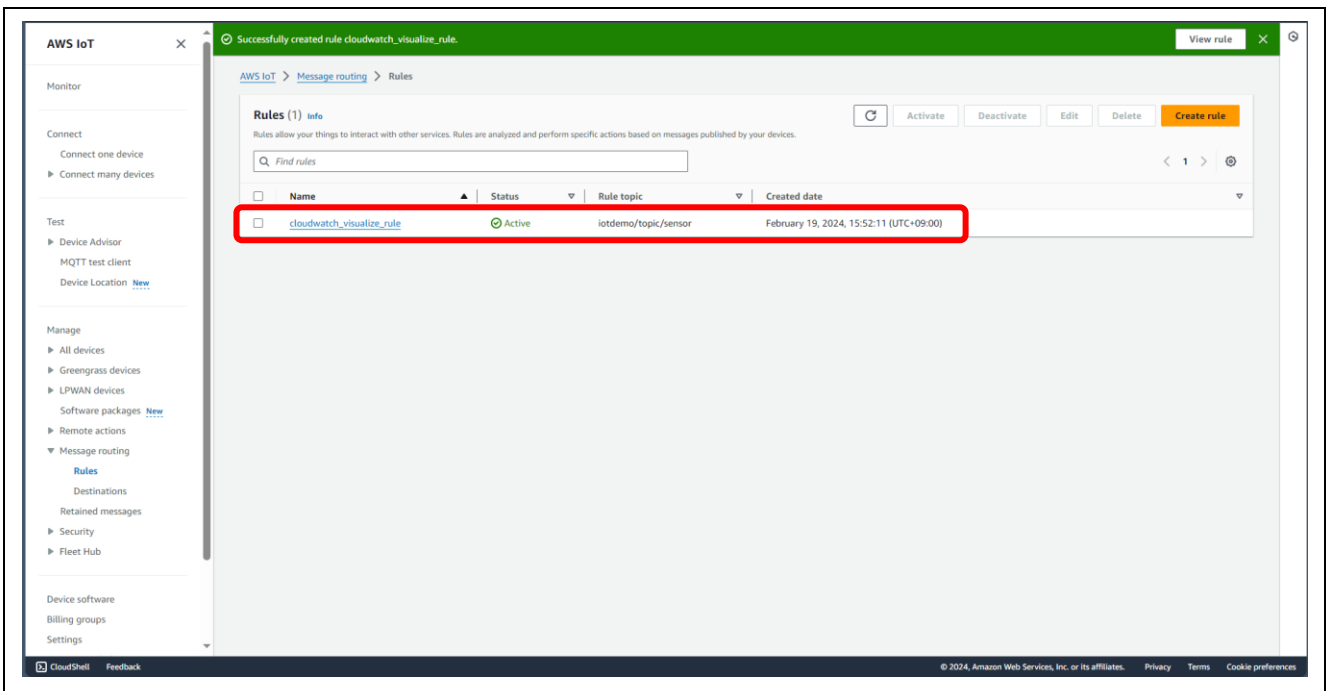 AWS IoT
Successfully created rule cloudwatch_visualize_rule.
View rule
Monitor
Connect
Connect one device
Connect many devices
Test
Device Advisor
MQTT test client
Device Location New
Manage
All devices
Greengrass devices
LPWAN devices
Software packages New
Remote actions
Message routing
Rules
Destinations
Retained messages
Security
Fleet Hub
Device software
Billing groups
Settings
AWS IoT > Message routing > Rules
Rules (1) Info
Rules allow your things to interact with other services. Rules are analyzed and perform specific actions based on messages published by your devices.
Activate Deactivate Edit Delete Create rule
Find rules
1
Name Status Rule topic Created date
cloudwatch_visualize_rule Active iotdemo/topic/sensor February 19, 2024, 15:52:11 (UTC+09:00)
CloudShell Feedback © 2024, Amazon Web Services, Inc. or its affiliates. Privacy Terms Cookie preferences